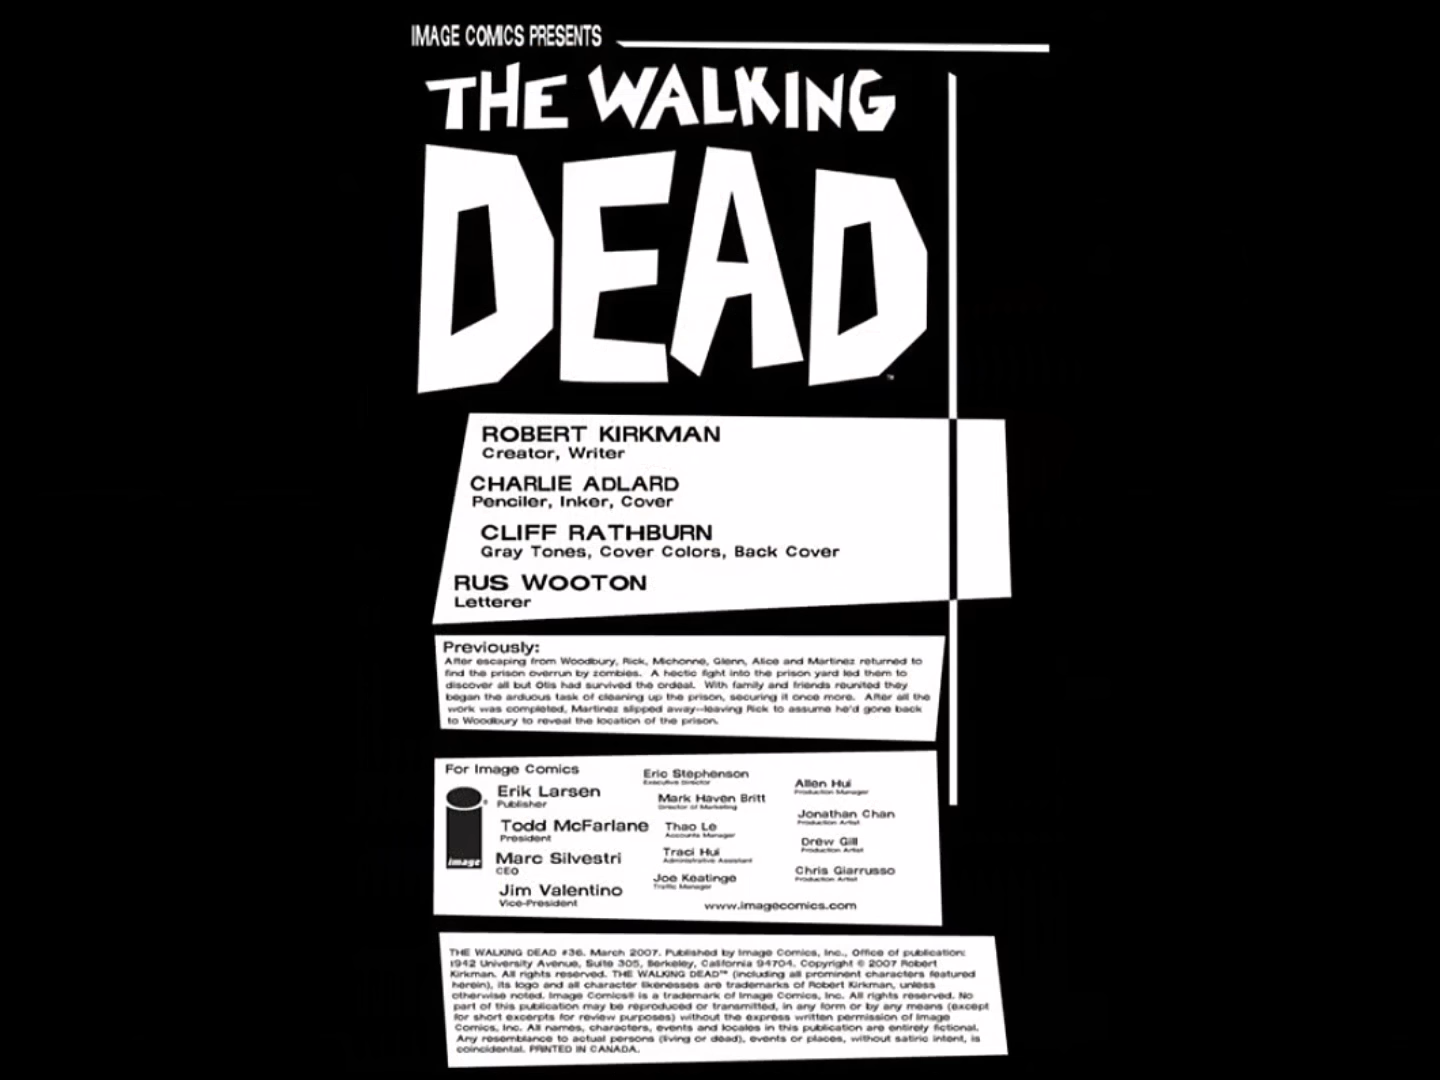 IMAGE COMICS PRESENTS
THE WALKING
DEAD
™
ROBERT KIRKMAN
Creator, Writer
CHARLIE ADLARD
Penciler, Inker, Cover
CLIFF RATHBURN
Gray Tones, Cover Colors, Back Cover
RUS WOOTON
Letterer
Previously:
After escaping from Woodbury, Rick, Michonne, Glenn, Alice and Martinez returned to
find the prison overrun by zombies. A hectic fight into the prison yard led them to
discover all but Otis had survived the ordeal. With family and friends reunited they
began the arduous task of cleaning up the prison, securing it once more. After all the
work was completed, Martinez slipped away--leaving Rick to assume he'd gone back
to Woodbury to reveal the location of the prison.
For Image Comics
image
®
Erik Larsen
Publisher
Todd McFarlane
President
Marc Silvestri
CEO
Jim Valentino
Vice-President
Eric Stephenson
Executive Director
Mark Haven Britt
Director of Marketing
Thao Le
Accounts Manager
Traci Hui
Administrative Assistant
Joe Keatinge
Traffic Manager
Allen Hui
Production Manager
Jonathan Chan
Production Artist
Drew Gill
Production Artist
Chris Giarrusso
Production Artist
www.imagecomics.com
THE WALKING DEAD #36. March 2007. Published by Image Comics, Inc., Office of publication:
1942 University Avenue, Suite 305, Berkeley, California 94704. Copyright © 2007 Robert
Kirkman. All rights reserved. THE WALKING DEAD™ (including all prominent characters featured
herein), its logo and all character likenesses are trademarks of Robert Kirkman, unless
otherwise noted. Image Comics® is a trademark of Image Comics, Inc. All rights reserved. No
part of this publication may be reproduced or transmitted, in any form or by any means (except
for short excerpts for review purposes) without the express written permission of Image
Comics, Inc. All names, characters, events and locales in this publication are entirely fictional.
Any resemblance to actual persons (living or dead), events or places, without satiric intent, is
coincidental. PRINTED IN CANADA.